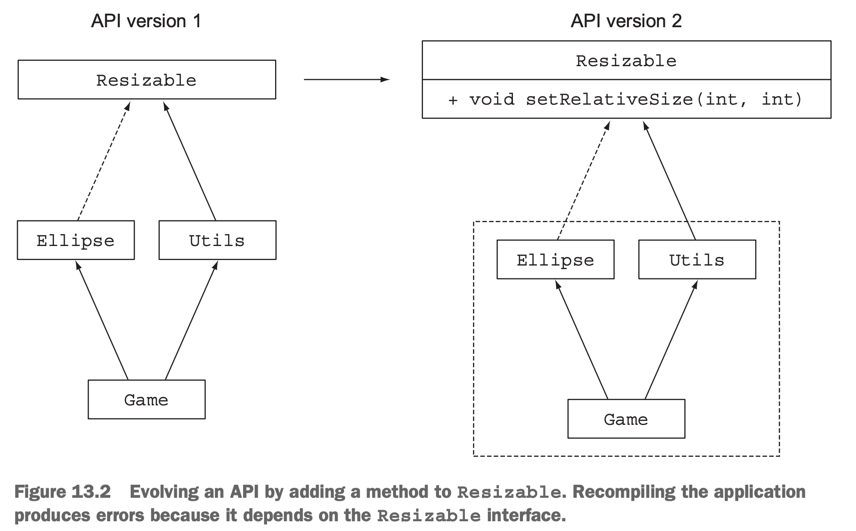 API version 1
API version 2
Resizable
Resizable
+ void setRelativeSize(int, int)
Ellipse
Utils
Ellipse
Utils
Game
Game
Figure 13.2 Evolving an API by adding a method to Resizable. Recompiling the application
produces errors because it depends on the Resizable interface.